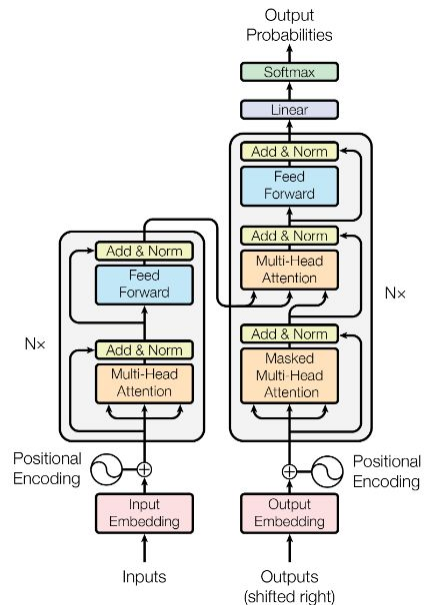 Output
Probabilities
Softmax
Linear
Add & Norm
Feed
Forward
Add & Norm
Multi-Head
Attention
Nx
Add & Norm
Masked
Multi-Head
Attention
Add & Norm
Feed
Forward
Nx
Add & Norm
Multi-Head
Attention
Positional
Encoding
Positional
Encoding
Input
Embedding
Output
Embedding
Inputs
Outputs
(shifted right)